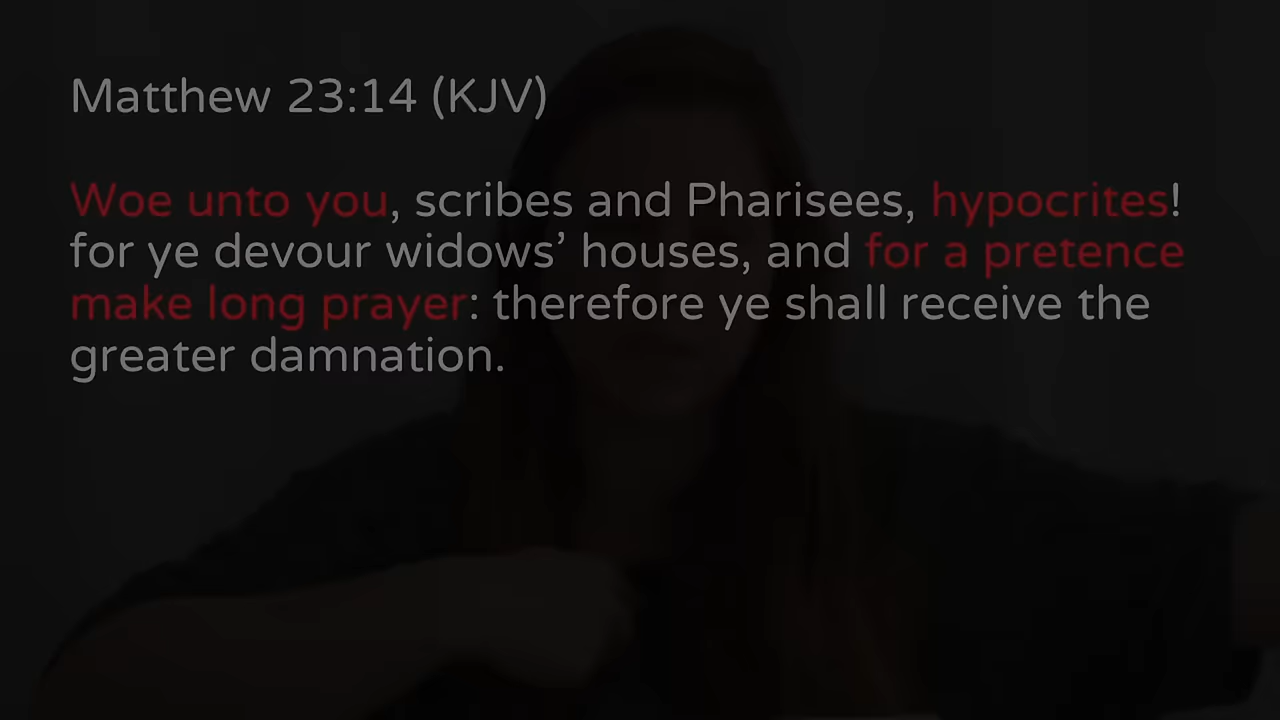 Matthew 23:14 (KJV)
Woe unto you, scribes and Pharisees, hypocrites!
for ye devour widows’ houses, and for a pretence
make long prayer: therefore ye shall receive the
greater damnation.